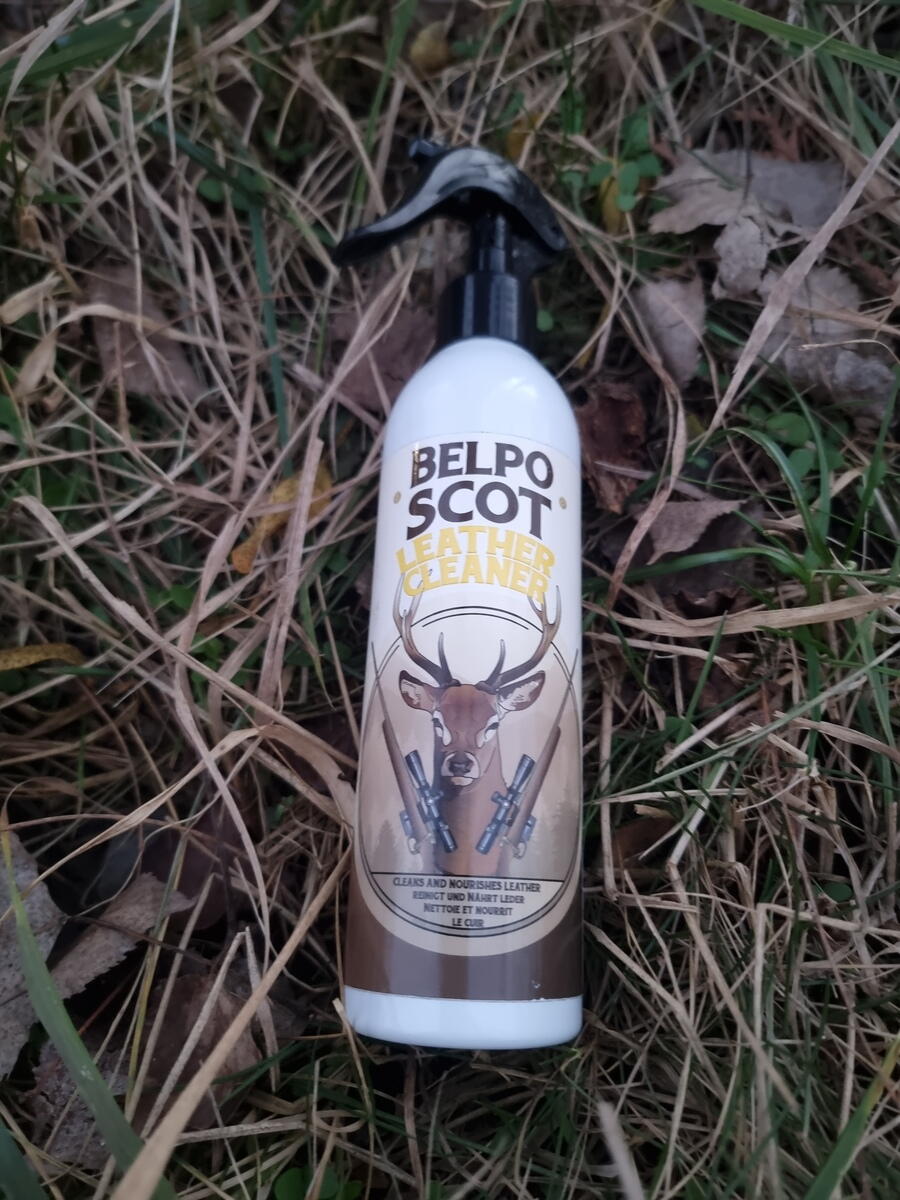 BELPO
SCOT
LEATHER
CLEANER
CLEANS AND NOURISHES LEATHER
REINIGT UND NÄHRT LEDER
NETTOIE ET NOURRIT
LE CUIR